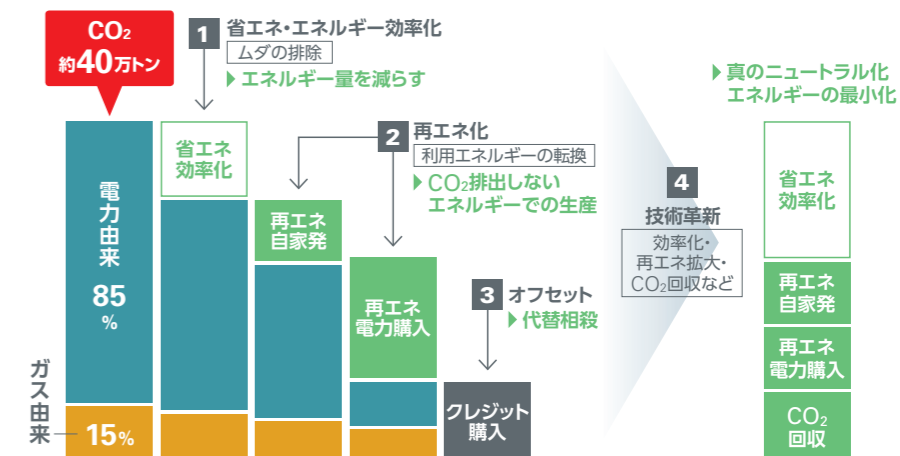 CO₂
約40万トン
電力由来
85
%
ガス由来
15%
1
省エネ・エネルギー効率化
ムダの排除
エネルギー量を減らす
省エネ
効率化
2
再エネ化
利用エネルギーの転換
CO₂排出しない
エネルギーでの生産
再エネ
自家発
再エネ
電力購入
3
オフセット
代替相殺
クレジット
購入
4
技術革新
効率化・
再エネ拡大・
CO₂回収など
真のニュートラル化
エネルギーの最小化
省エネ
効率化
再エネ
自家発
再エネ
電力購入
CO₂
回収